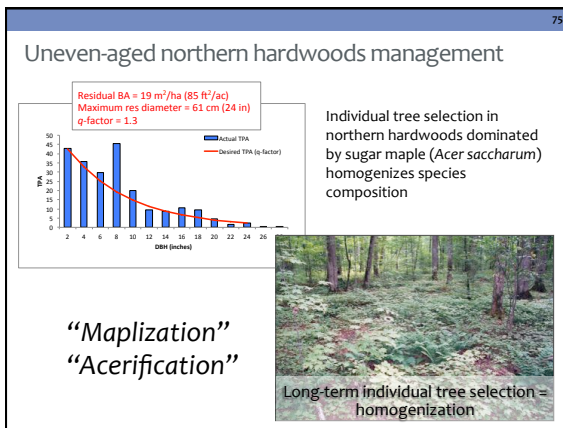 75
Uneven-aged northern hardwoods management
Residual BA = 19 m²/ha (85 ft²/ac)
Maximum res diameter = 61 cm (24 in)
q-factor = 1.3
50
45
40
35
30
25
20
15
10
5
0
TPA
Actual TPA
Desired TPA (q-factor)
2 4 6 8 10 12 14 16 18 20 22 24 26
DBH (inches)
Individual tree selection in
northern hardwoods dominated
by sugar maple (Acer saccharum)
homogenizes species
composition
“Maplization”
“Acerification”
Long-term individual tree selection =
homogenization